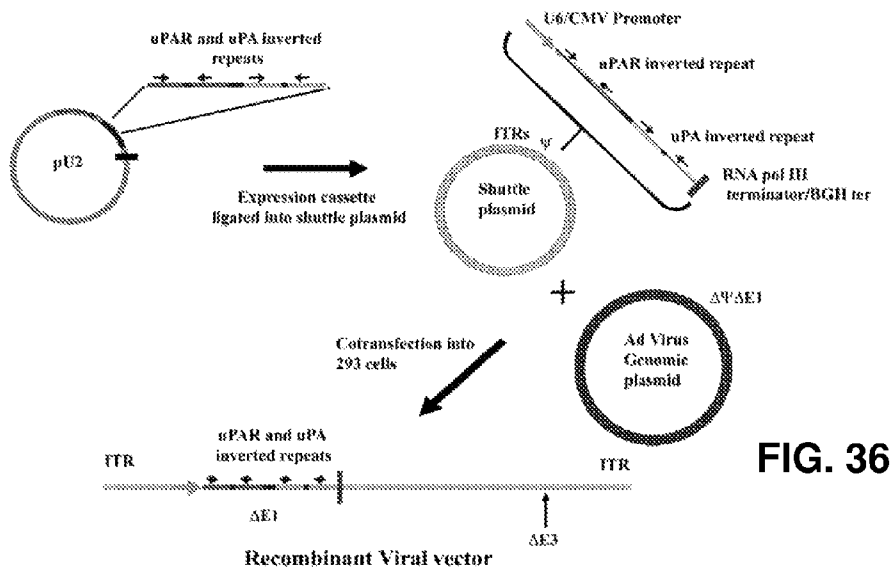 U6/CMV Promoter
uPAR and uPA inverted
repeats
uPAR inverted repeat
uPA inverted repeat
ITRs
Ψ
RNA pol III
terminator/BGH ter
pU2
Shuttle
plasmid
Expression cassette
ligated into shuttle plasmid
+
ΔΨΔE1
Ad Virus
Genomic
plasmid
Cotransfection into
293 cells
uPAR and uPA
inverted repeats
ITR
ITR
FIG. 36
ΔE1
ΔE3
Recombinant Viral vector